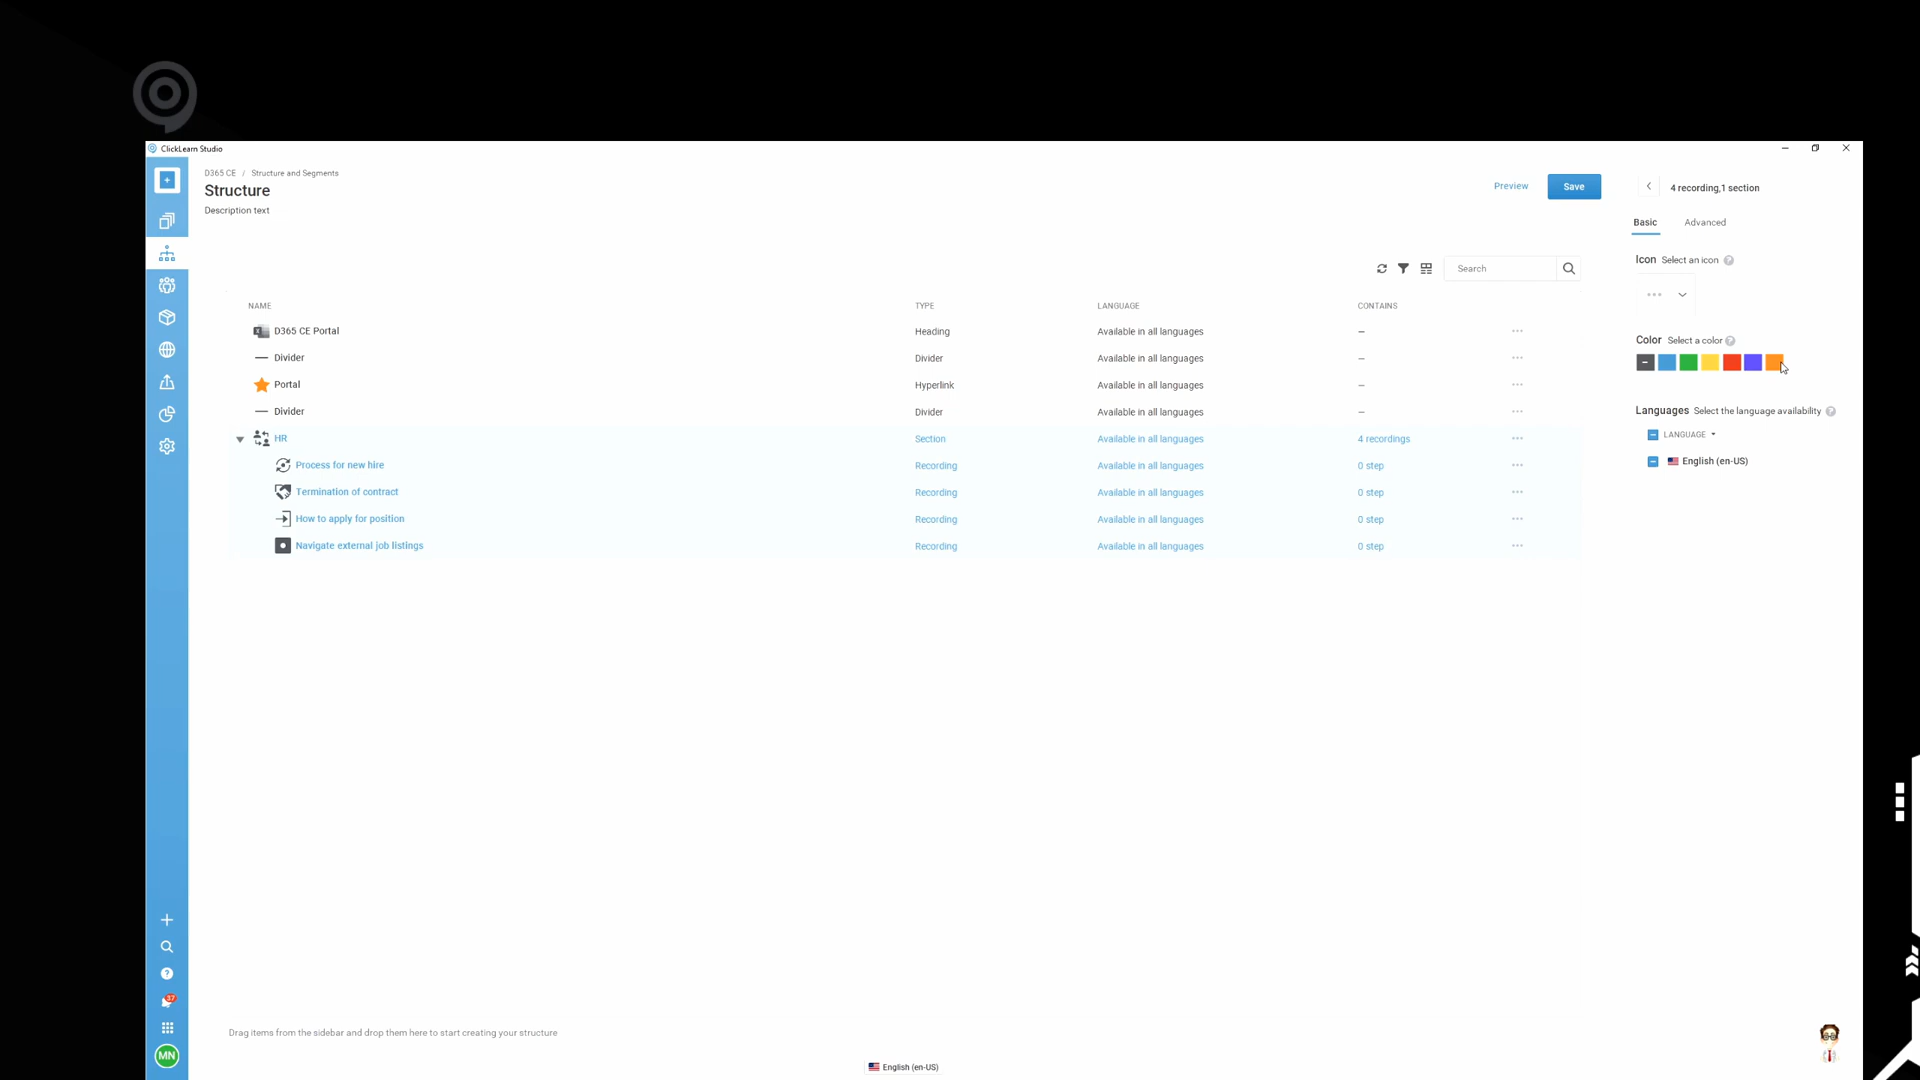 ClickLearn Studio
D365 CE / Structure and Segments
Structure
Description text
Preview
Save
4 recording,1 section
Basic
Advanced
Icon Select an icon ?
Color Select a color ?
Languages Select the language availability ?
LANGUAGE
English (en-US)
Search
NAME TYPE LANGUAGE CONTAINS
D365 CE Portal Heading Available in all languages –
Divider Divider Available in all languages –
Portal Hyperlink Available in all languages –
Divider Divider Available in all languages –
HR Section Available in all languages 4 recordings
Process for new hire Recording Available in all languages 0 step
Termination of contract Recording Available in all languages 0 step
How to apply for position Recording Available in all languages 0 step
Navigate external job listings Recording Available in all languages 0 step
?
37
MN
Drag items from the sidebar and drop them here to start creating your structure
English (en-US)